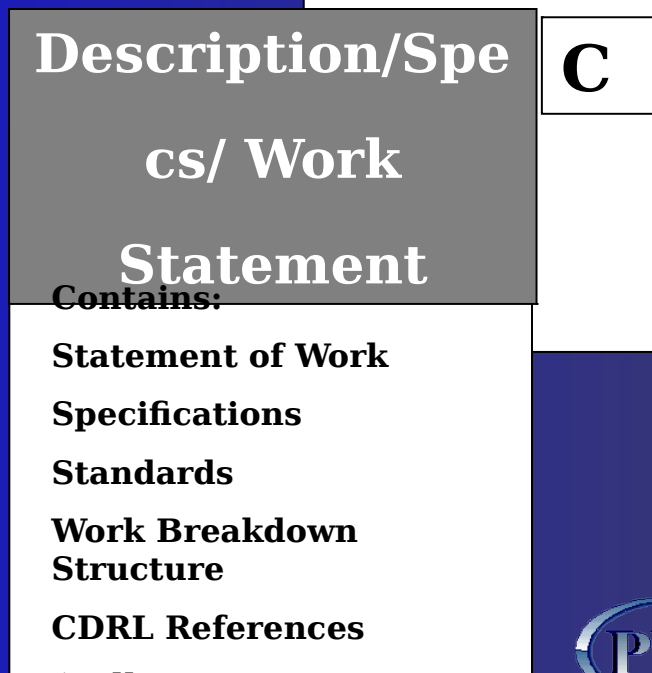 Description/Spe
cs/ Work
Statement
C
Contains:
Statement of Work
Specifications
Standards
Work Breakdown
Structure
CDRL References
P